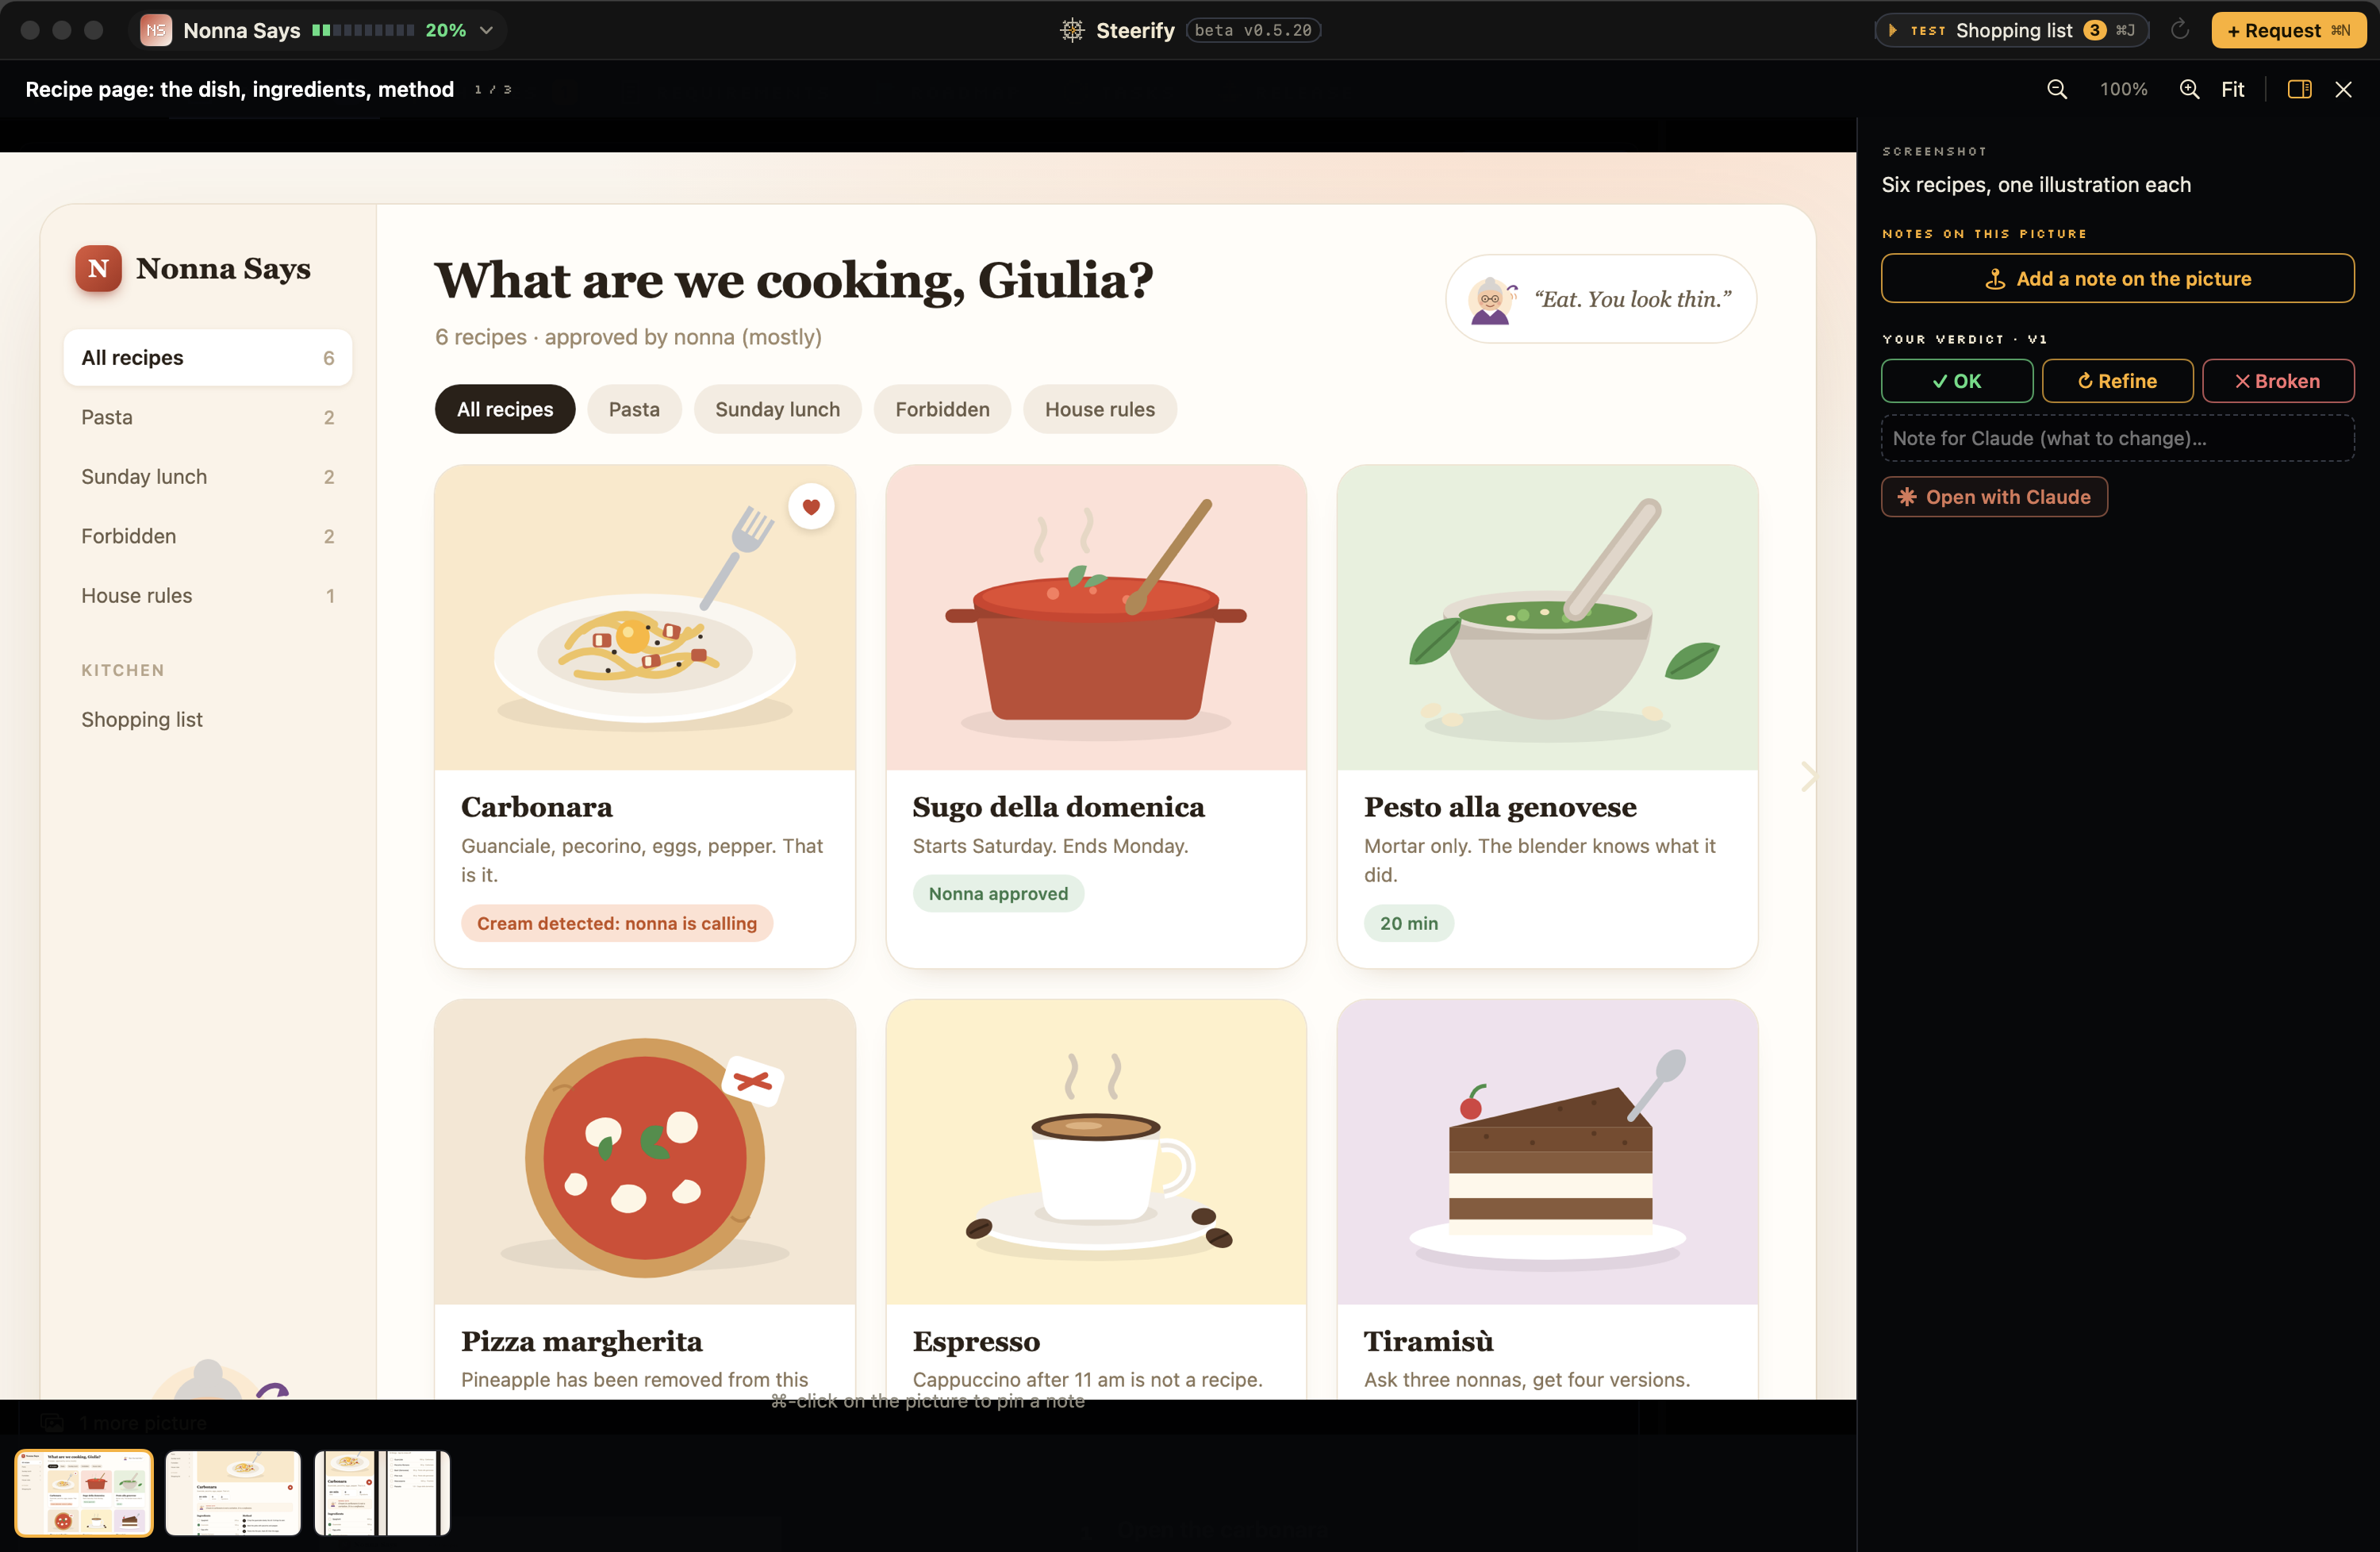 NS Nonna Says 20%
Steerify beta v0.5.20
TEST Shopping list 3 ⌘J
+ Request ⌘N
Recipe page: the dish, ingredients, method 1 / 3
100% Fit
N Nonna Says
All recipes 6
Pasta 2
Sunday lunch 2
Forbidden 2
House rules 1
KITCHEN
Shopping list
What are we cooking, Giulia?
6 recipes · approved by nonna (mostly)
“Eat. You look thin.”
All recipes Pasta Sunday lunch Forbidden House rules
Carbonara
Guanciale, pecorino, eggs, pepper. That
is it.
Cream detected: nonna is calling
Sugo della domenica
Starts Saturday. Ends Monday.
Nonna approved
Pesto alla genovese
Mortar only. The blender knows what it
did.
20 min
Pizza margherita
Pineapple has been removed from this
Espresso
Cappuccino after 11 am is not a recipe.
Tiramisù
Ask three nonnas, get four versions.
⌘-click on the picture to pin a note
1 more picture
SCREENSHOT
Six recipes, one illustration each
NOTES ON THIS PICTURE
Add a note on the picture
YOUR VERDICT · V1
OK Refine Broken
Note for Claude (what to change)...
Open with Claude